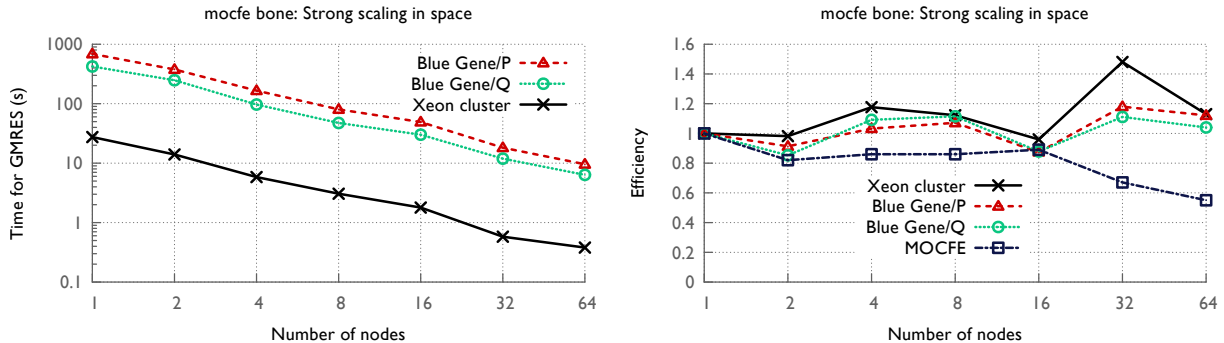 mocfe bone: Strong scaling in space
1000
100
10
1
0.1
Time for GMRES (s)
Blue Gene/P
Blue Gene/Q
Xeon cluster
1 2 4 8 16 32 64
Number of nodes
mocfe bone: Strong scaling in space
1.6
1.4
1.2
1
0.8
0.6
0.4
0.2
0
Efficiency
Xeon cluster
Blue Gene/P
Blue Gene/Q
MOCFE
1 2 4 8 16 32 64
Number of nodes